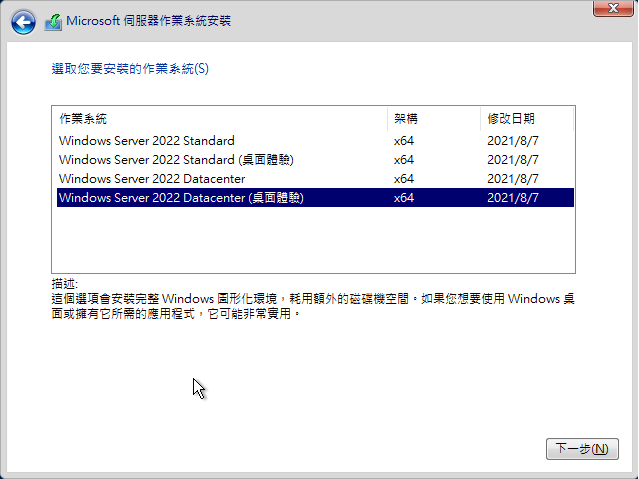 Microsoft 伺服器作業系統安裝
選取您要安裝的作業系統(S)
作業系統 架構 修改日期
Windows Server 2022 Standard x64 2021/8/7
Windows Server 2022 Standard (桌面體驗) x64 2021/8/7
Windows Server 2022 Datacenter x64 2021/8/7
Windows Server 2022 Datacenter (桌面體驗) x64 2021/8/7
描述:
這個選項會安裝完整 Windows 圖形化環境，耗用額外的磁碟機空間。如果您想要使用 Windows 桌
面或擁有它所需的應用程式，它可能非常實用。
下一步(N)